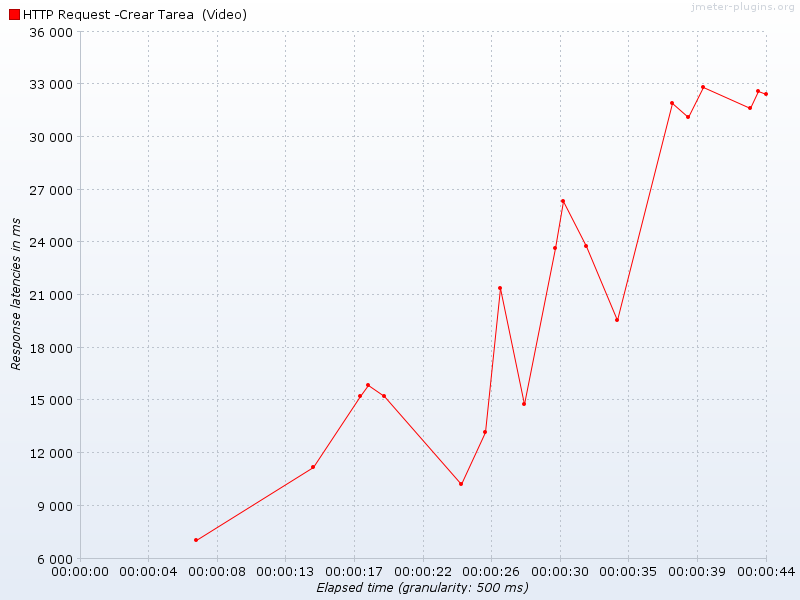 jmeter-plugins.org
HTTP Request -Crear Tarea (Video)
36 000
33 000
30 000
27 000
24 000
21 000
18 000
15 000
12 000
9 000
6 000
Response latencies in ms
00:00:00 00:00:04 00:00:08 00:00:13 00:00:17 00:00:22 00:00:26 00:00:30 00:00:35 00:00:39 00:00:44
Elapsed time (granularity: 500 ms)